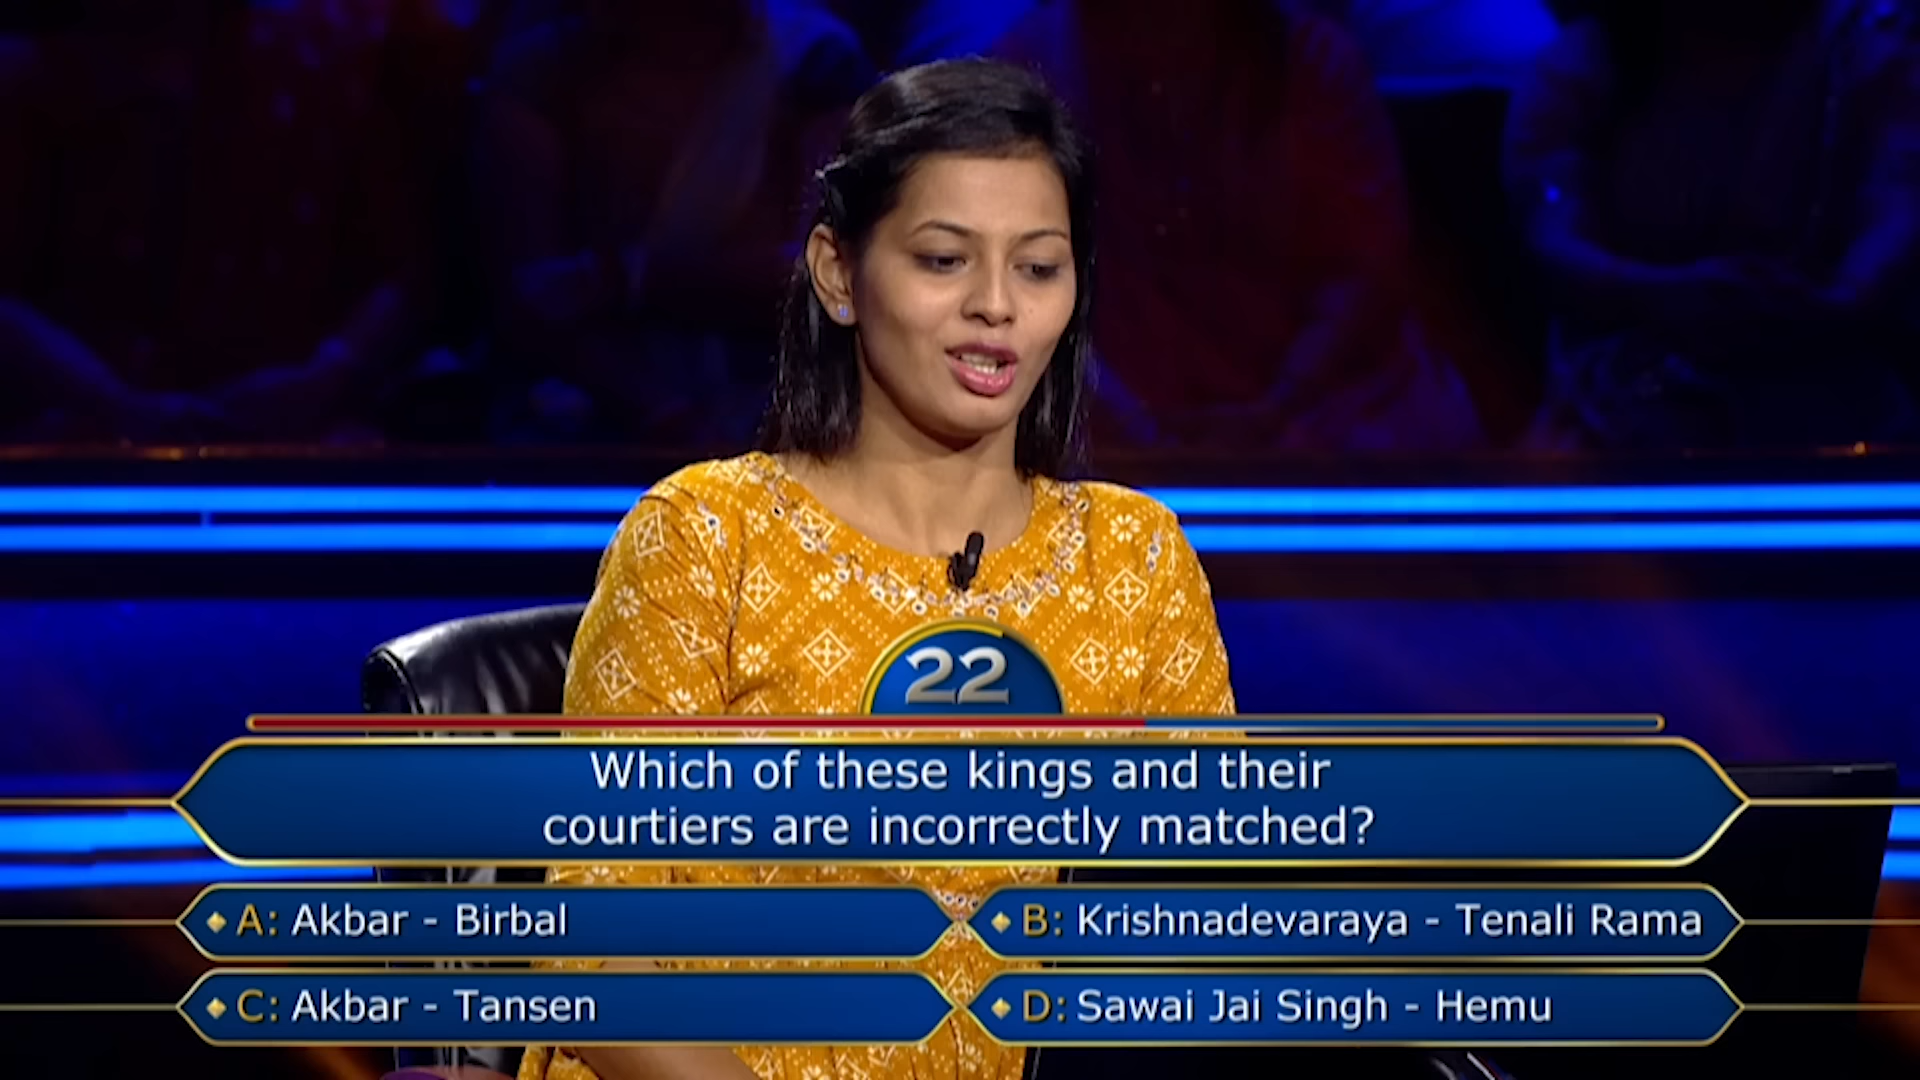 22
Which of these kings and their
courtiers are incorrectly matched?
A: Akbar - Birbal
B: Krishnadevaraya - Tenali Rama
C: Akbar - Tansen
D: Sawai Jai Singh - Hemu